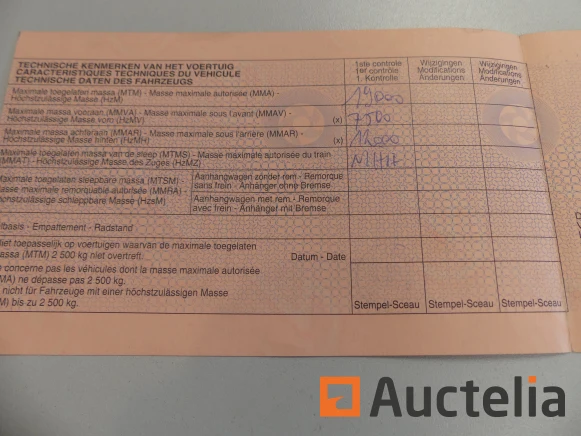 TECHNISCHE KENMERKEN VAN HET VOERTUIG
CARACTERISTIQUES TECHNIQUES DU VEHICULE
TECHNISCHE DATEN DES FAHRZEUGS
1ste controle
1er contrôle
1. Kontrolle
Wijzigingen
Modifications
Änderungen
Wijzigingen
Modifications
Änderungen
Maximale toegelaten massa (MTM) - Masse maximale autorisée (MMA) -
Höchstzulässige Masse (HzM)
19000
Maximale massa vooraan (MMVA) - Masse maximale sous l'avant (MMAV) -
Höchstzulässige Masse vorn (HzMV) (x)
7500
Maximale massa achteraan (MMAR) - Masse maximale sous l'arrière (MMAR) -
Höchstzulässige Masse hinten (HzMH) (x)
Maximale toegelaten massa van de sleep (MTMS) - Masse maximale autorisée du train
(MMAT) - Höchstzulässige Masse des Zuges (HzMZ)
Maximale toegelaten sleepbare massa (MTSM) -
Masse maximale remorquable autorisée (MMRA) -
Höchstzulässige schleppbare Masse (HzsM)
Aanhangwagen zonder rem - Remorque
sans frein - Anhänger ohne Bremse
Aanhangwagen met rem - Remorque
avec frein - Anhänger mit Bremse
lbasis - Empattement - Radstand
iet toepasselijk op voertuigen waarvan de maximale toegelaten
assa (MTM) 2 500 kg niet overtreft.
Datum - Date
e concerne pas les véhicules dont la masse maximale autorisée
A) ne dépasse pas 2 500 kg.
nicht für Fahrzeuge mit einer höchstzulässigen Masse
M) bis zu 2 500 kg.
Stempel-Sceau Stempel-Sceau Stempel-Sceau
Auctelia